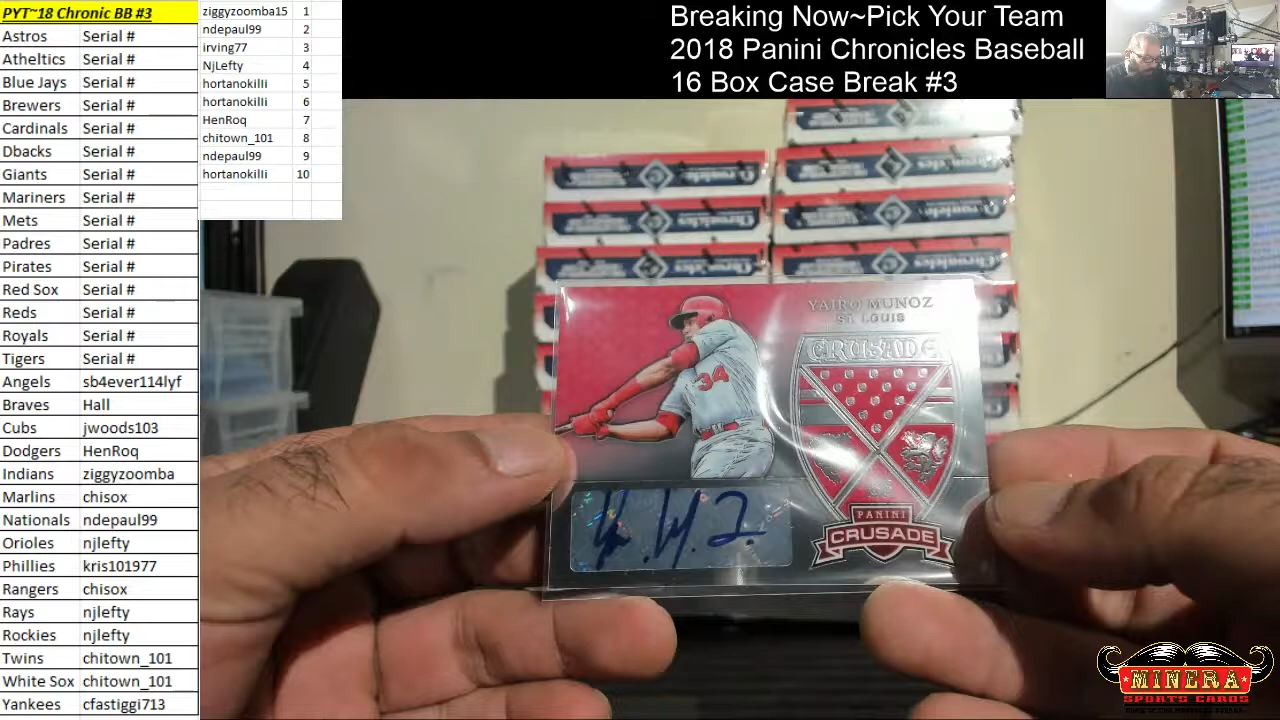 PYT~18 Chronic BB #3
Astros Serial #
Atheltics Serial #
Blue Jays Serial #
Brewers Serial #
Cardinals Serial #
Dbacks Serial #
Giants Serial #
Mariners Serial #
Mets Serial #
Padres Serial #
Pirates Serial #
Red Sox Serial #
Reds Serial #
Royals Serial #
Tigers Serial #
Angels sb4ever114lyf
Braves Hall
Cubs jwoods103
Dodgers HenRoq
Indians ziggyzoomba
Marlins chisox
Nationals ndepaul99
Orioles njlefty
Phillies kris101977
Rangers chisox
Rays njlefty
Rockies njlefty
Twins chitown_101
White Sox chitown_101
Yankees cfastiggi713
ziggyzoomba15 1
ndepaul99 2
irving77 3
NjLefty 4
hortanokilli 5
hortanokilli 6
HenRoq 7
chitown_101 8
ndepaul99 9
hortanokilli 10
Breaking Now~Pick Your Team
2018 Panini Chronicles Baseball
16 Box Case Break #3
Chronicles
YAIRO MUNOZ
ST. LOUIS
CRUSADE
34
PANINI
CRUSADE
MINERA
SPORTS CARDS